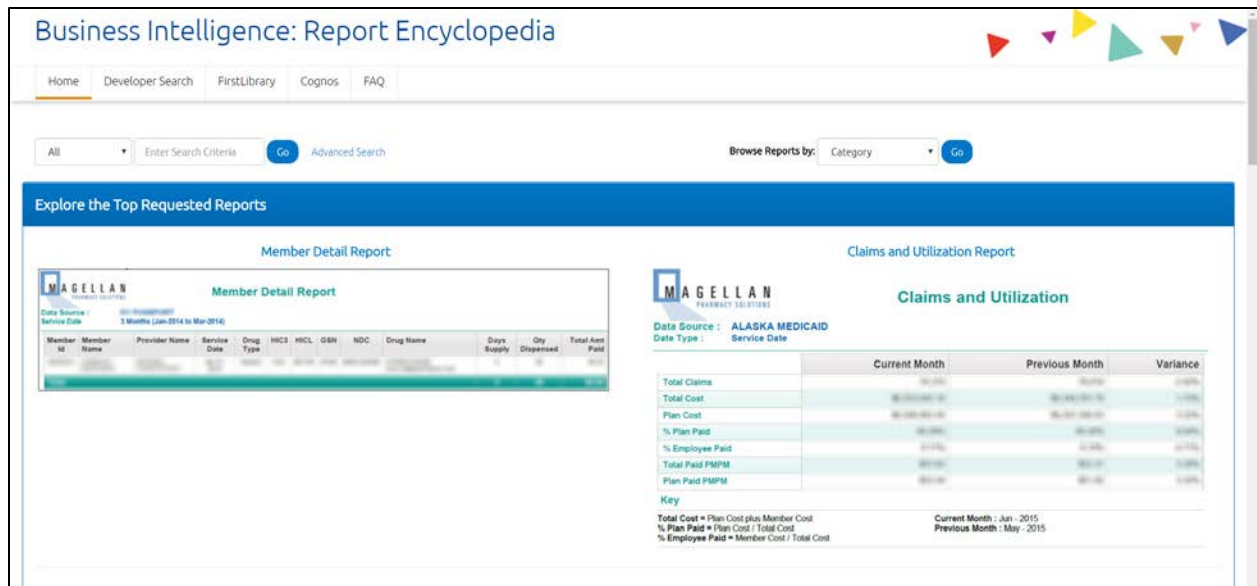 Business Intelligence: Report Encyclopedia
Home Developer Search FirstLibrary Cognos FAQ
All Enter Search Criteria Go Advanced Search Browse Reports by: Category Go
Explore the Top Requested Reports
Member Detail Report
MAGELLAN
PHARMACY SOLUTIONS
Member Detail Report
Data Source :
Service Date 3 Months (Jan-2014 to Mar-2014)
Member Id Member Name Provider Name Service Date Drug Type HIC3 HICL GSN NDC Drug Name Days Supply Qty Dispensed Total Amt Paid
Claims and Utilization Report
MAGELLAN
PHARMACY SOLUTIONS
Claims and Utilization
Data Source : ALASKA MEDICAID
Date Type : Service Date
Current Month Previous Month Variance
Total Claims
Total Cost
Plan Cost
% Plan Paid
% Employee Paid
Total Paid PMPM
Plan Paid PMPM
Key
Total Cost = Plan Cost plus Member Cost Current Month : Jun - 2015
% Plan Paid = Plan Cost / Total Cost Previous Month : May - 2015
% Employee Paid = Member Cost / Total Cost